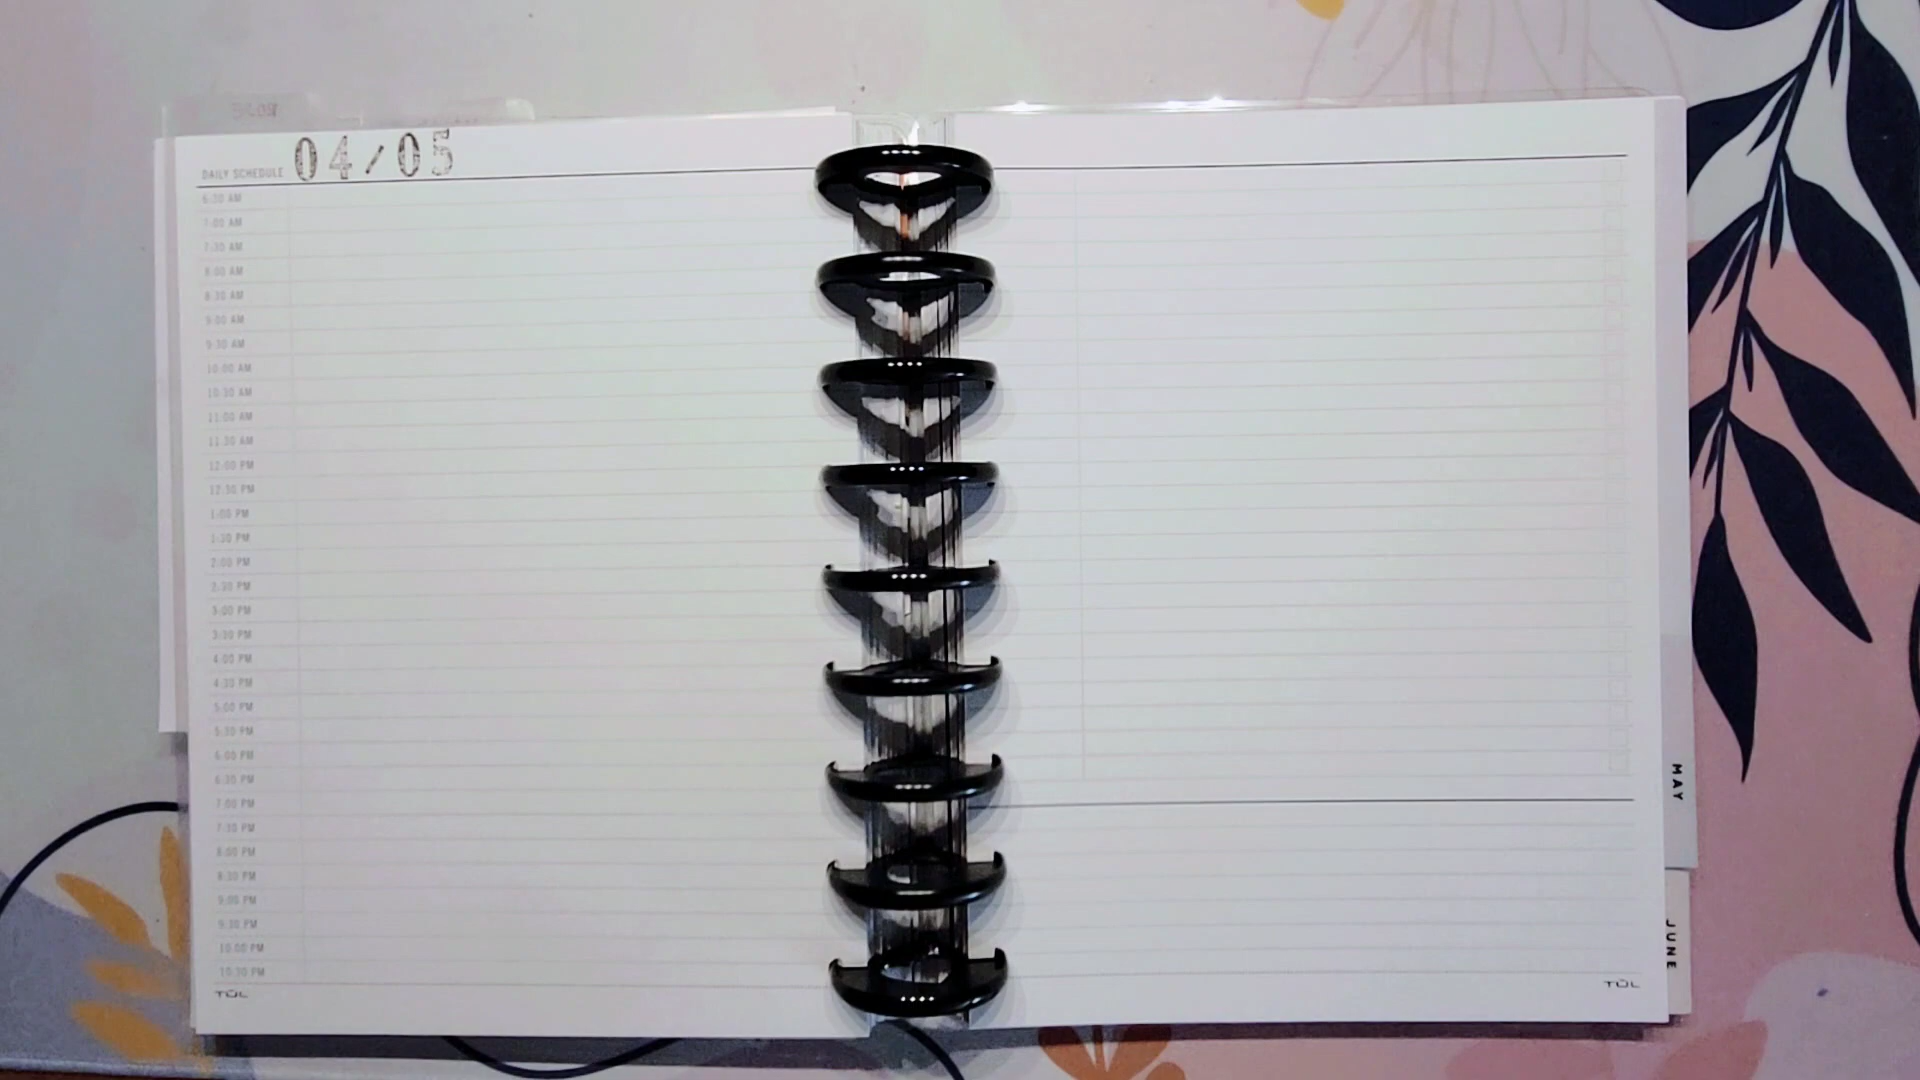 04/05
DAILY SCHEDULE
6:30 AM
7:00 AM
7:30 AM
8:00 AM
8:30 AM
9:00 AM
9:30 AM
10:00 AM
10:30 AM
11:00 AM
11:30 AM
12:00 PM
12:30 PM
1:00 PM
1:30 PM
2:00 PM
2:30 PM
3:00 PM
3:30 PM
4:00 PM
4:30 PM
5:00 PM
5:30 PM
6:00 PM
6:30 PM
7:00 PM
7:30 PM
8:00 PM
8:30 PM
9:00 PM
9:30 PM
10:00 PM
10:30 PM
TUL
MAY
JUNE
TUL